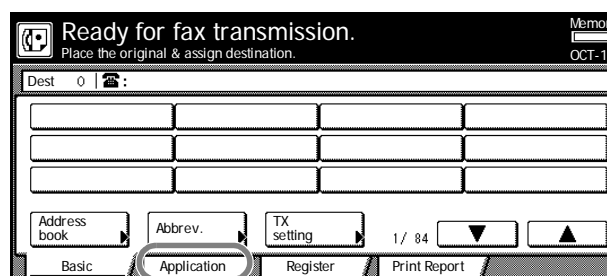 Ready for fax transmission.
Place the original & assign destination.
OCT-1
Dest 0 :
Address
book
Abbrev.
TX
setting
1/ 84
Basic
Application
Register
Print Report